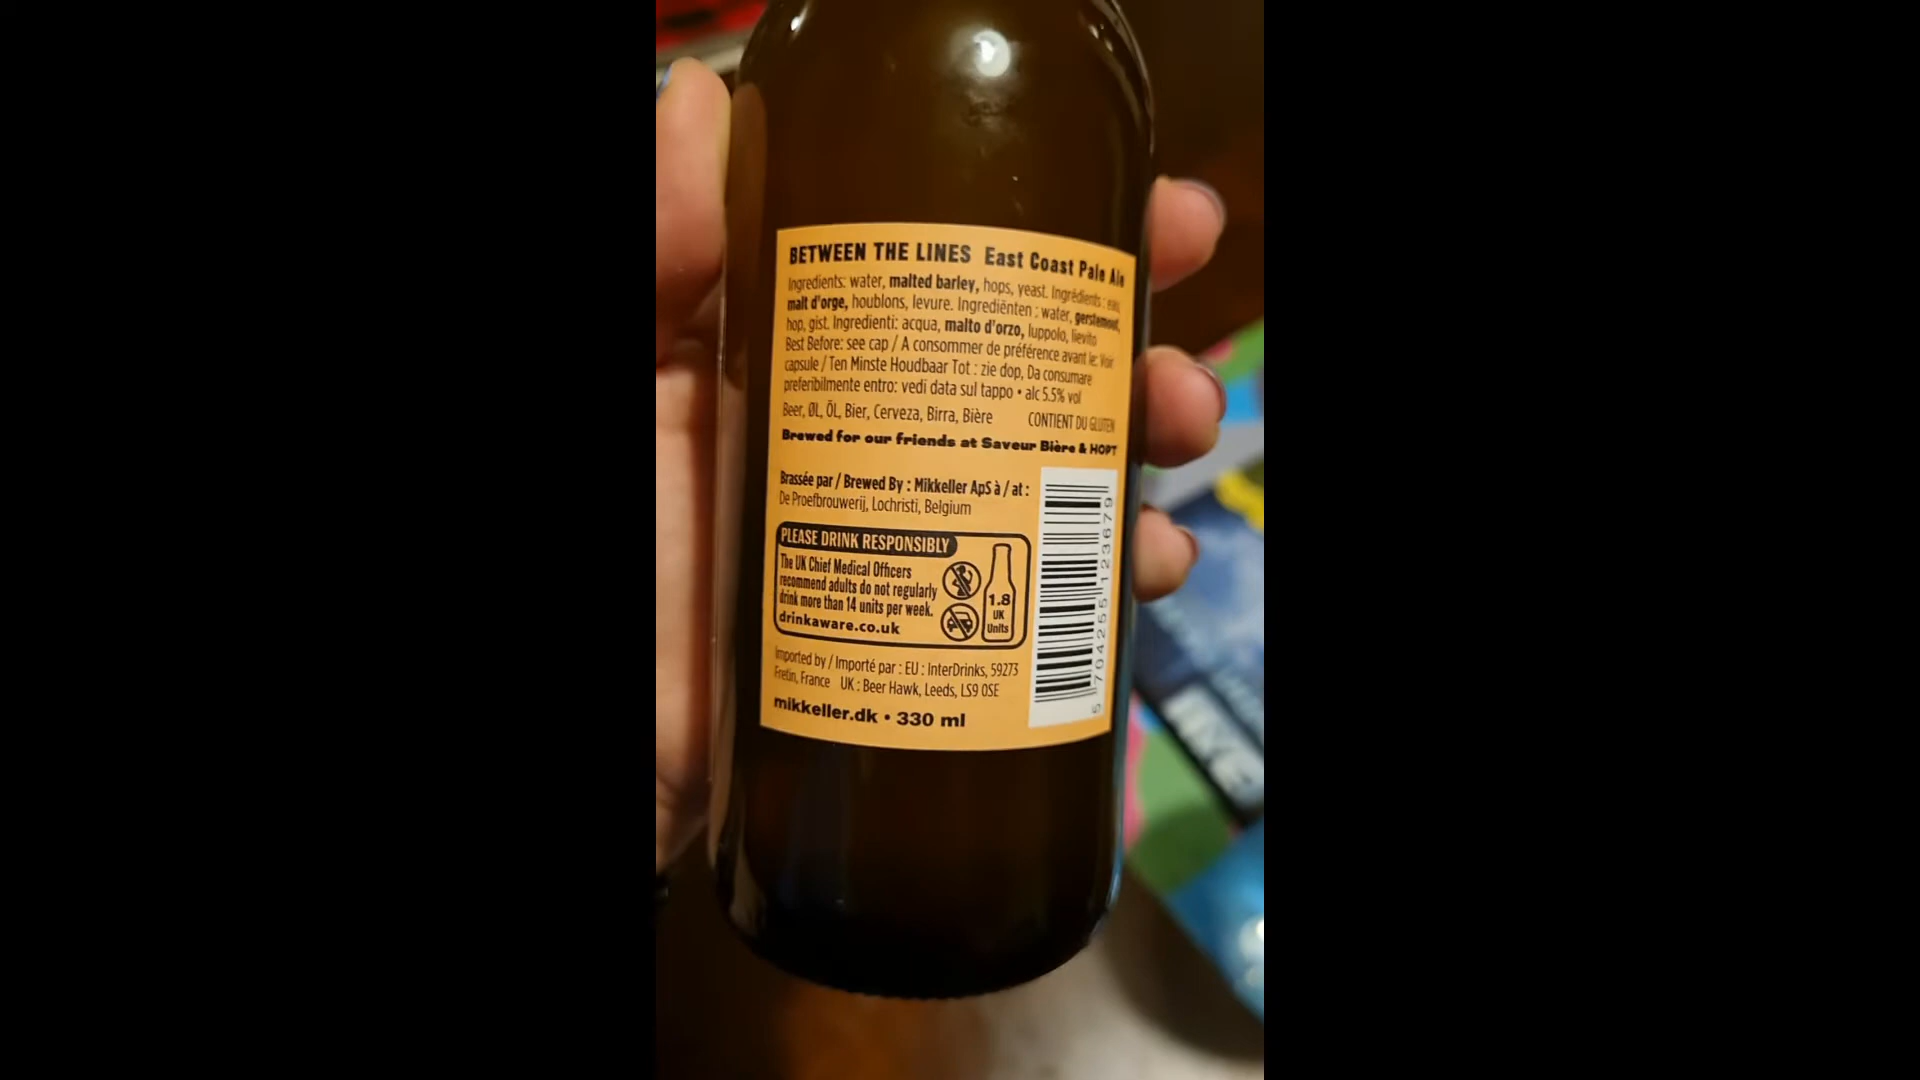 BETWEEN THE LINES East Coast Pale Ale
Ingredients: water, malted barley, hops, yeast. Ingrédients : eau,
malt d'orge, houblons, levure. Ingrediënten : water, gerstemout,
hop, gist. Ingredienti: acqua, malto d'orzo, luppolo, lievito
Best Before: see cap / A consommer de préférence avant le: Voir
capsule / Ten Minste Houdbaar Tot : zie dop, Da consumare
preferibilmente entro: vedi data sul tappo • alc 5.5% vol
Beer, ØL, ÖL, Bier, Cerveza, Birra, Bière CONTIENT DU GLUTEN
Brewed for our friends at Saveur Bière & HOPT
Brassée par / Brewed By : Mikkeller ApS à / at :
De Proefbrouwerij, Lochristi, Belgium
PLEASE DRINK RESPONSIBLY
The UK Chief Medical Officers
recommend adults do not regularly
drink more than 14 units per week.
drinkaware.co.uk
1.8
UK
Units
Imported by / Importé par : EU : InterDrinks, 59273
Fretin, France UK : Beer Hawk, Leeds, LS9 0SE
mikkeller.dk • 330 ml
5 704255 123679